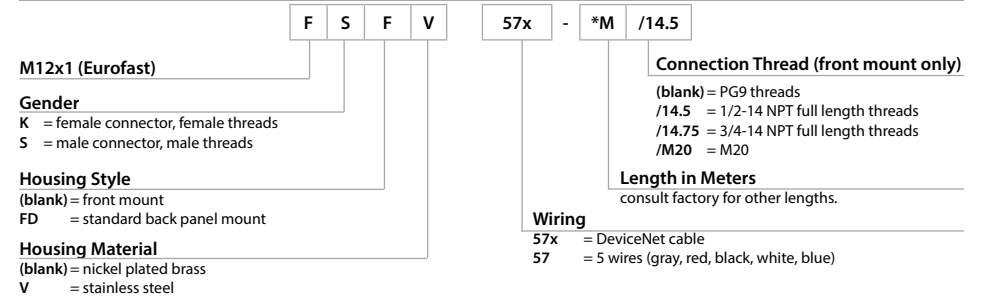 F S F V 57x - *M /14.5
M12x1 (Eurofast)
Gender
K = female connector, female threads
S = male connector, male threads
Housing Style
(blank) = front mount
FD = standard back panel mount
Housing Material
(blank) = nickel plated brass
V = stainless steel
Connection Thread (front mount only)
(blank) = PG9 threads
/14.5 = 1/2-14 NPT full length threads
/14.75 = 3/4-14 NPT full length threads
/M20 = M20
Length in Meters
consult factory for other lengths.
Wiring
57x = DeviceNet cable
57 = 5 wires (gray, red, black, white, blue)